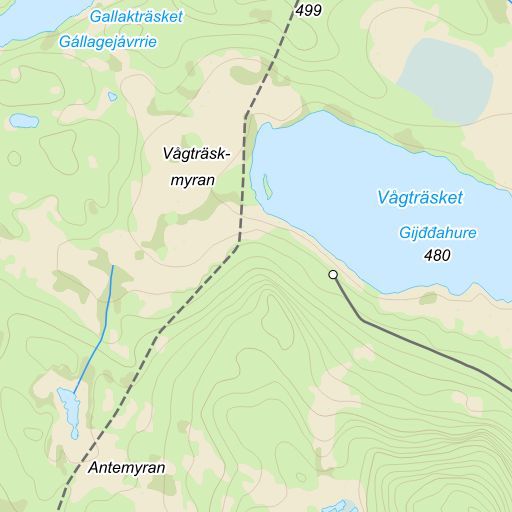 499
Gallakträsket
Gállagejávrrie
Vågträsk-
myran
Vågträsket
Gijđđahure
480
Antemyran